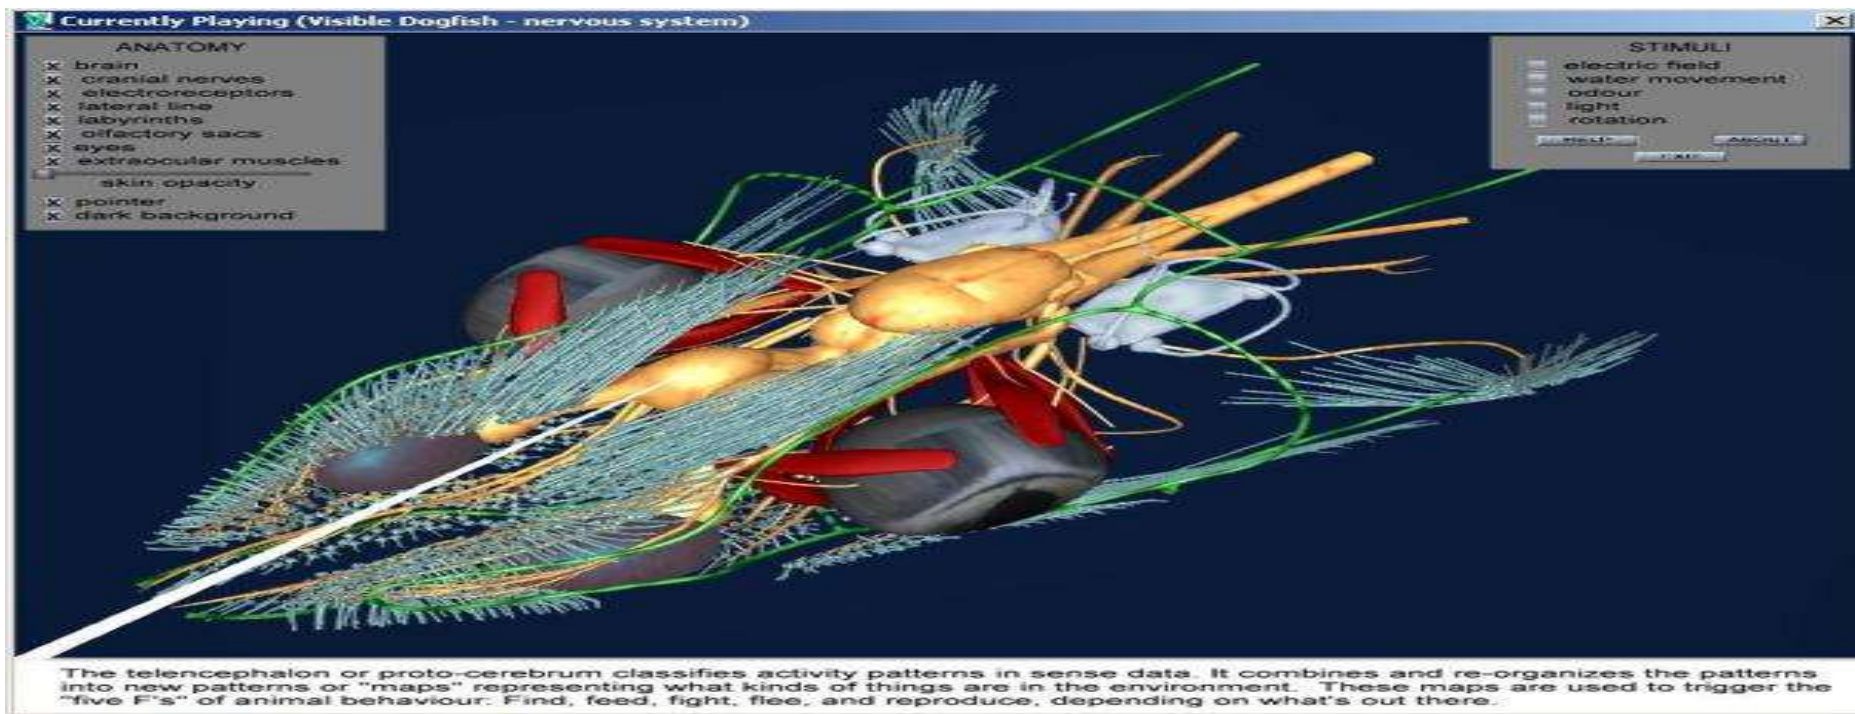 Currently Playing (Visible Dogfish - nervous system)
ANATOMY
brain
cranial nerves
electroreceptors
lateral line
labyrinths
olfactory sacs
eyes
extraocular muscles
skin opacity
pointer
dark background
STIMULI
electric field
water movement
odour
light
rotation
HELP
ABOUT
EXIT
The telencephalon or proto-cerebrum classifies activity patterns in sense data. It combines and re-organizes the patterns
into new patterns or "maps" representing what kinds of things are in the environment. These maps are used to trigger the
"five F's" of animal behaviour: Find, feed, fight, flee, and reproduce, depending on what's out there.